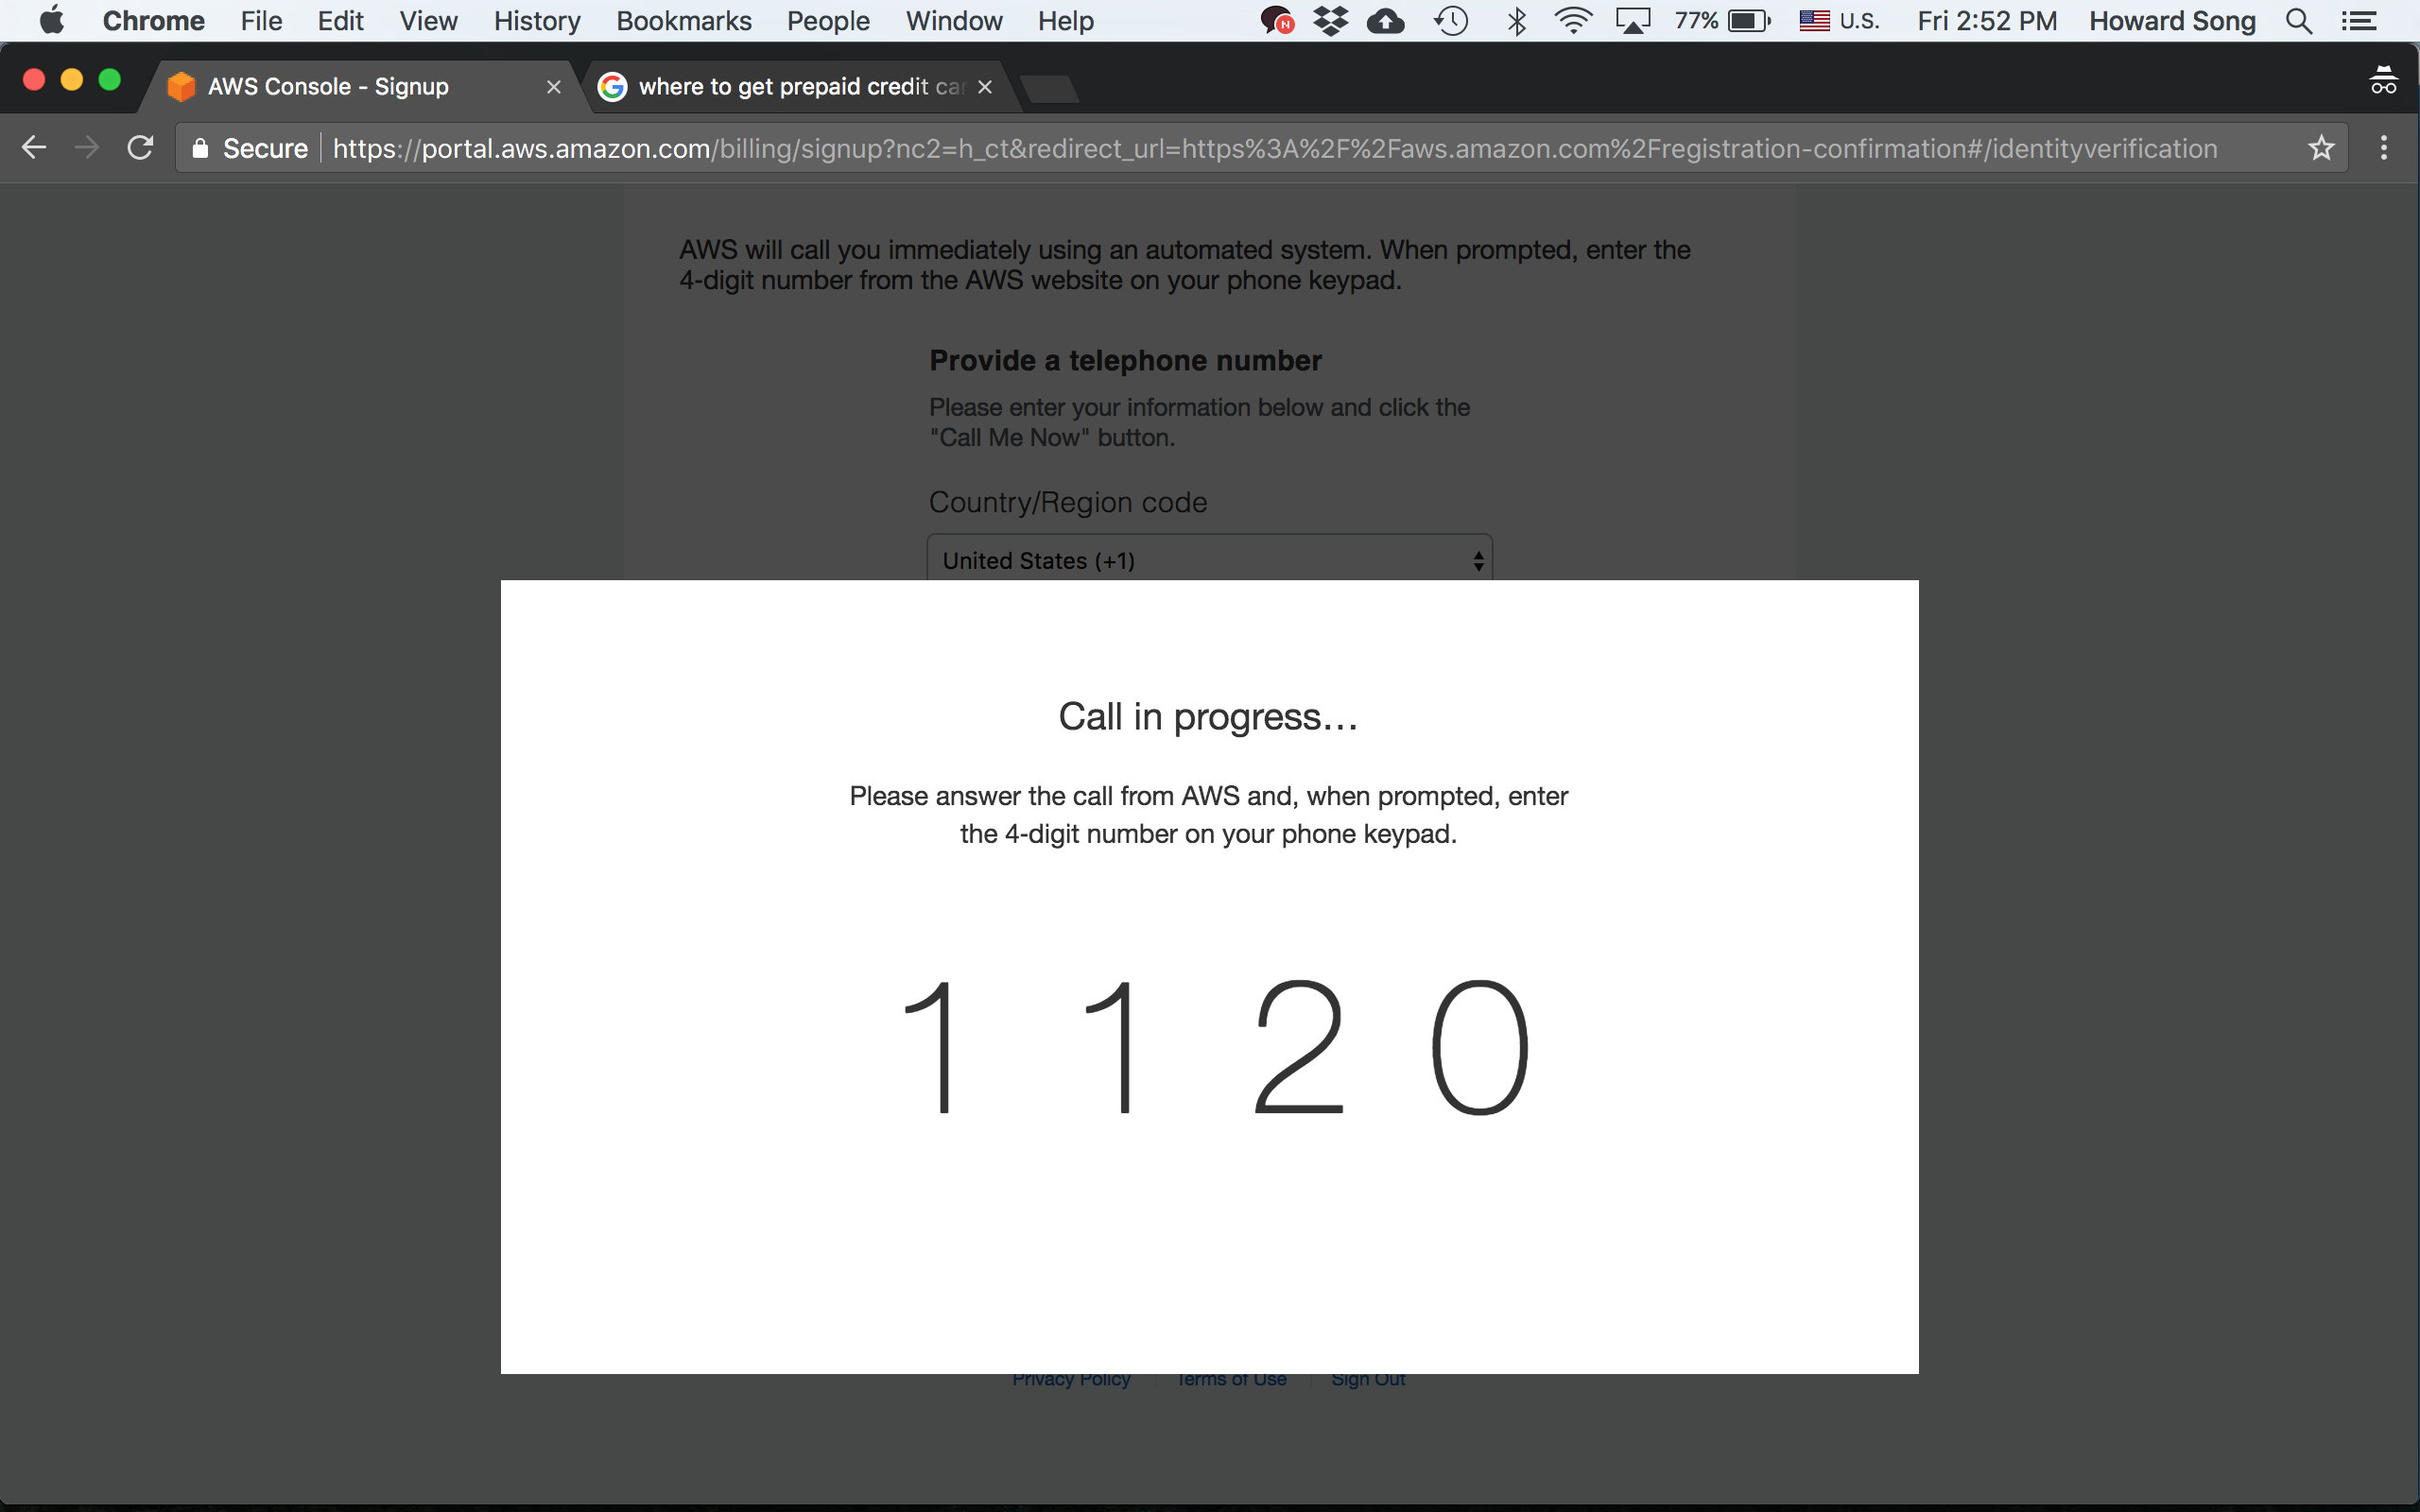 Chrome File Edit View History Bookmarks People Window Help 77% U.S. Fri 2:52 PM Howard Song
AWS Console - Signup where to get prepaid credit car
Secure https://portal.aws.amazon.com/billing/signup?nc2=h_ct&redirect_url=https%3A%2F%2Faws.amazon.com%2Fregistration-confirmation#/identityverification
AWS will call you immediately using an automated system. When prompted, enter the
4-digit number from the AWS website on your phone keypad.
Provide a telephone number
Please enter your information below and click the
"Call Me Now" button.
Country/Region code
United States (+1)
Call in progress...
Please answer the call from AWS and, when prompted, enter
the 4-digit number on your phone keypad.
1 1 2 0
Privacy Policy Terms of Use Sign Out